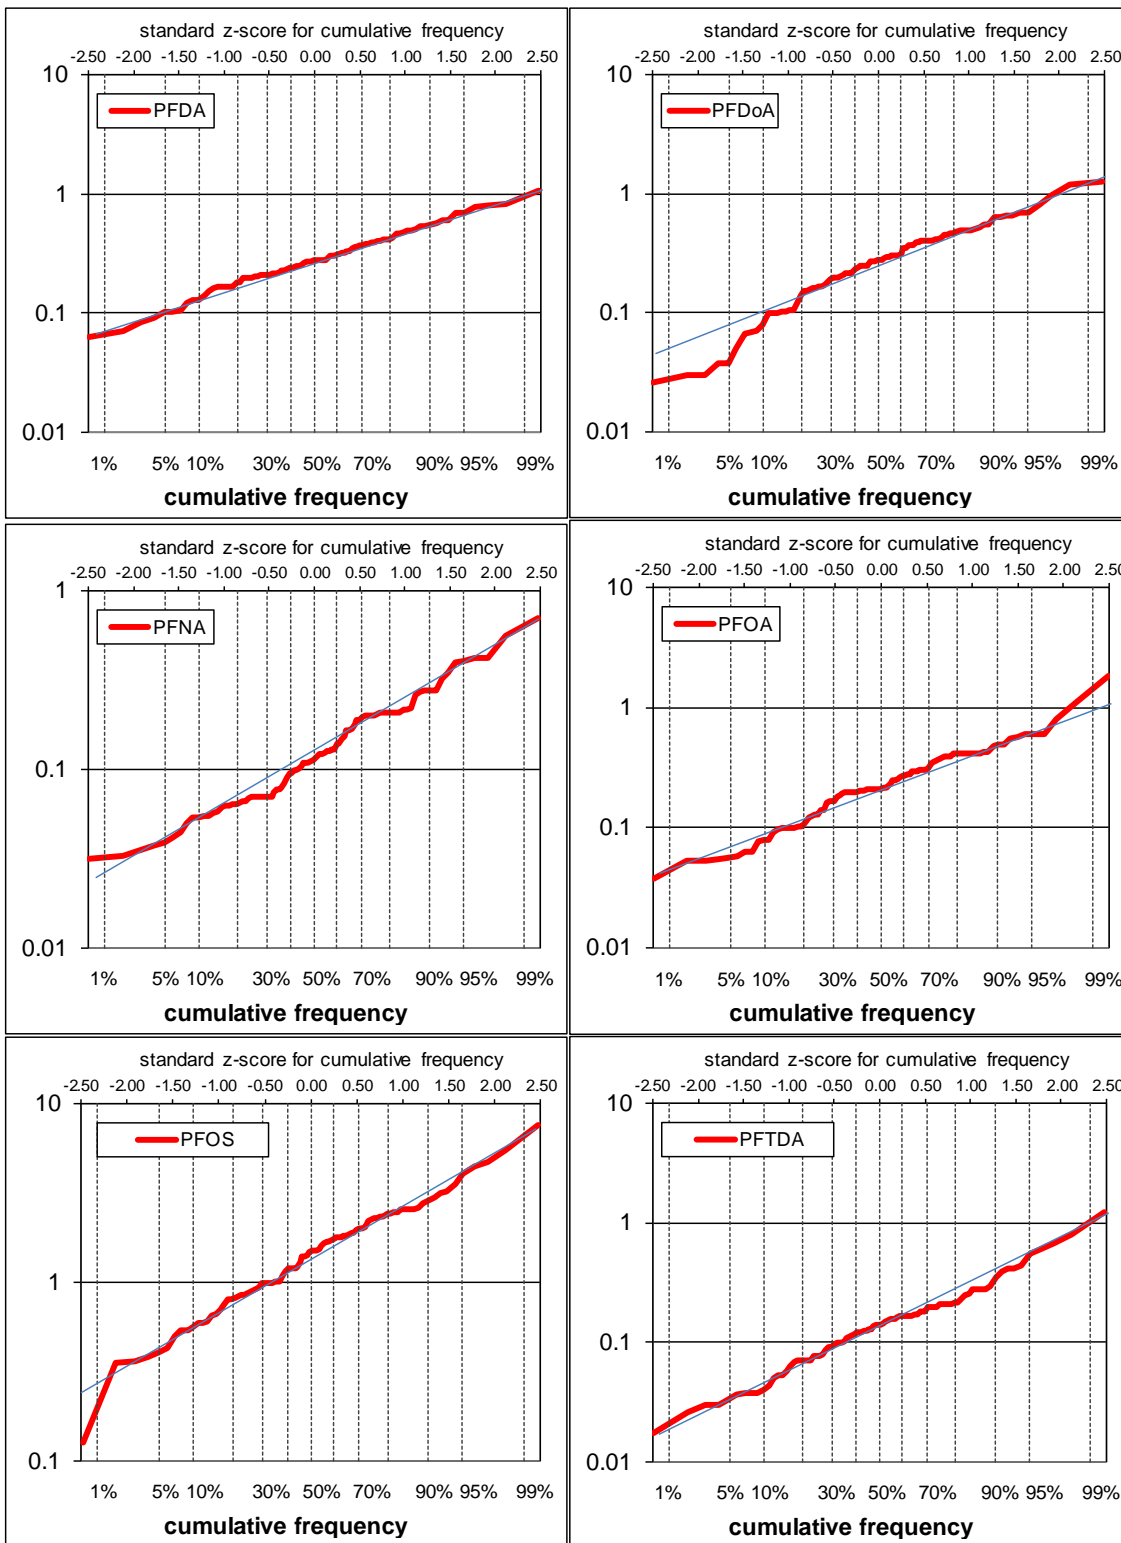 standard z-score for cumulative frequency
-2.50 -2.00 -1.50 -1.00 -0.50 0.00 0.50 1.00 1.50 2.00 2.50
10
PFDA
1
0.1
0.01
1% 5% 10% 30% 50% 70% 90% 95% 99%
cumulative frequency
standard z-score for cumulative frequency
-2.50 -2.00 -1.50 -1.00 -0.50 0.00 0.50 1.00 1.50 2.00 2.50
10
PFDoA
1
0.1
0.01
1% 5% 10% 30% 50% 70% 90% 95% 99%
cumulative frequency
standard z-score for cumulative frequency
-2.50 -2.00 -1.50 -1.00 -0.50 0.00 0.50 1.00 1.50 2.00 2.50
1
PFNA
0.1
0.01
1% 5% 10% 30% 50% 70% 90% 95% 99%
cumulative frequency
standard z-score for cumulative frequency
-2.50 -2.00 -1.50 -1.00 -0.50 0.00 0.50 1.00 1.50 2.00 2.50
10
PFOA
1
0.1
0.01
1% 5% 10% 30% 50% 70% 90% 95% 99%
cumulative frequency
standard z-score for cumulative frequency
-2.50 -2.00 -1.50 -1.00 -0.50 0.00 0.50 1.00 1.50 2.00 2.50
10
PFOS
1
0.1
1% 5% 10% 30% 50% 70% 90% 95% 99%
cumulative frequency
standard z-score for cumulative frequency
-2.50 -2.00 -1.50 -1.00 -0.50 0.00 0.50 1.00 1.50 2.00 2.50
10
PFTDA
1
0.1
0.01
1% 5% 10% 30% 50% 70% 90% 95% 99%
cumulative frequency